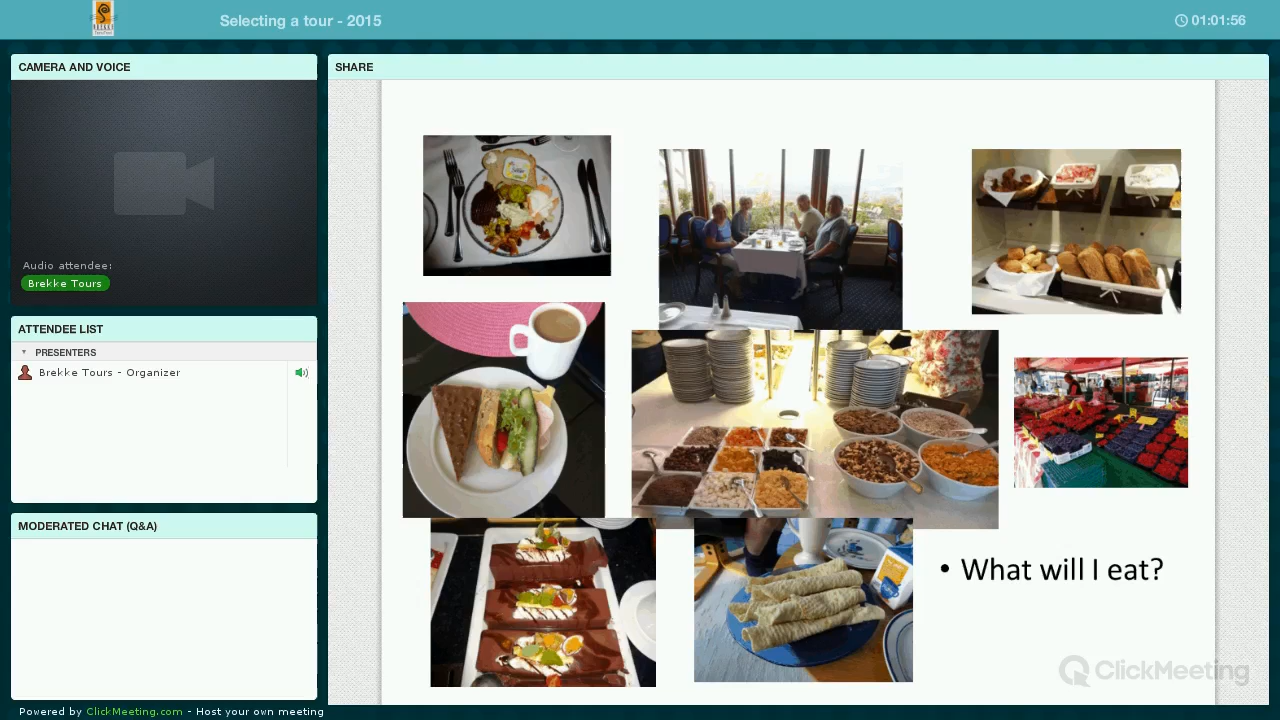 Selecting a tour - 2015
01:01:56
CAMERA AND VOICE
Audio attendee:
Brekke Tours
ATTENDEE LIST
PRESENTERS
Brekke Tours - Organizer
MODERATED CHAT (Q&A)
Powered by ClickMeeting.com - Host your own meeting
SHARE
• What will I eat?
ClickMeeting